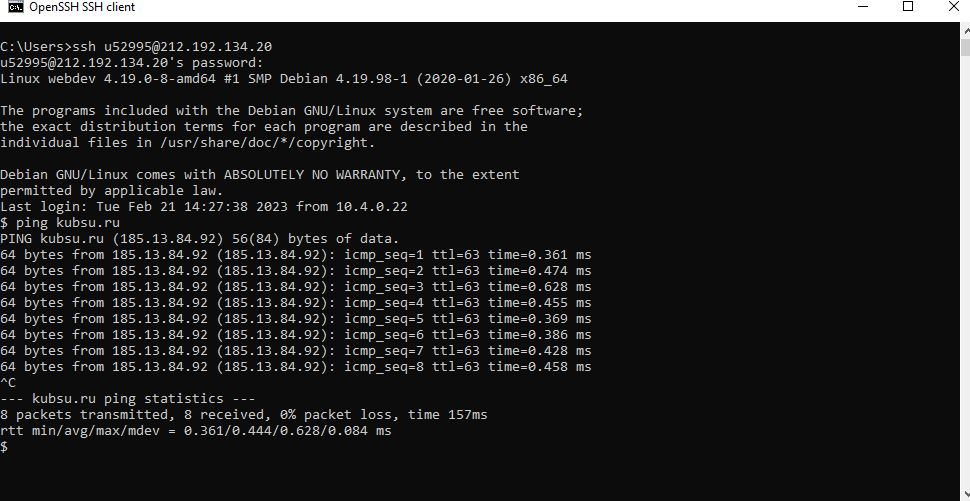 OpenSSH SSH client
C:\Users>ssh u52995@212.192.134.20
u52995@212.192.134.20's password:
Linux webdev 4.19.0-8-amd64 #1 SMP Debian 4.19.98-1 (2020-01-26) x86_64
The programs included with the Debian GNU/Linux system are free software;
the exact distribution terms for each program are described in the
individual files in /usr/share/doc/*/copyright.
Debian GNU/Linux comes with ABSOLUTELY NO WARRANTY, to the extent
permitted by applicable law.
Last login: Tue Feb 21 14:27:38 2023 from 10.4.0.22
$ ping kubsu.ru
PING kubsu.ru (185.13.84.92) 56(84) bytes of data.
64 bytes from 185.13.84.92 (185.13.84.92): icmp_seq=1 ttl=63 time=0.361 ms
64 bytes from 185.13.84.92 (185.13.84.92): icmp_seq=2 ttl=63 time=0.474 ms
64 bytes from 185.13.84.92 (185.13.84.92): icmp_seq=3 ttl=63 time=0.628 ms
64 bytes from 185.13.84.92 (185.13.84.92): icmp_seq=4 ttl=63 time=0.455 ms
64 bytes from 185.13.84.92 (185.13.84.92): icmp_seq=5 ttl=63 time=0.369 ms
64 bytes from 185.13.84.92 (185.13.84.92): icmp_seq=6 ttl=63 time=0.386 ms
64 bytes from 185.13.84.92 (185.13.84.92): icmp_seq=7 ttl=63 time=0.428 ms
64 bytes from 185.13.84.92 (185.13.84.92): icmp_seq=8 ttl=63 time=0.458 ms
^C
--- kubsu.ru ping statistics ---
8 packets transmitted, 8 received, 0% packet loss, time 157ms
rtt min/avg/max/mdev = 0.361/0.444/0.628/0.084 ms
$